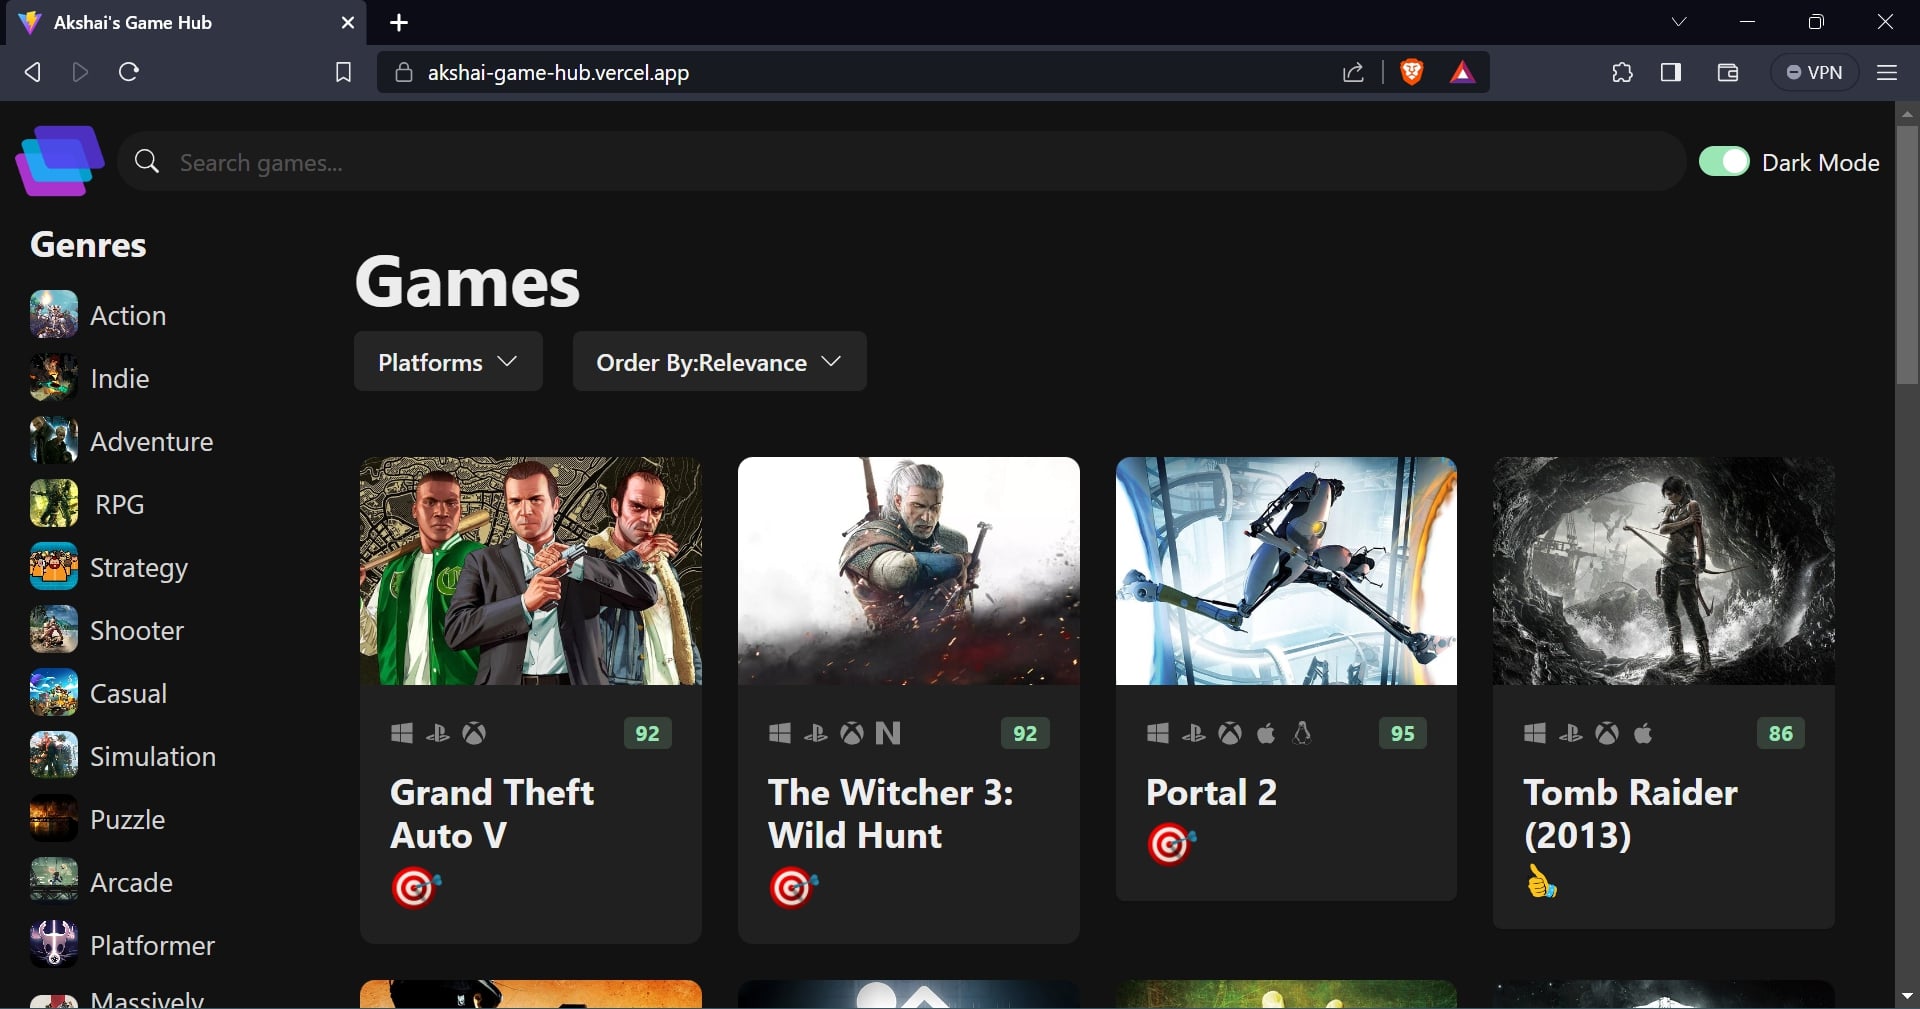 Akshai's Game Hub
akshai-game-hub.vercel.app
VPN
Search games...
Dark Mode
Genres
Action
Indie
Adventure
RPG
Strategy
Shooter
Casual
Simulation
Puzzle
Arcade
Platformer
Massively
Games
Platforms
Order By:Relevance
92
Grand Theft
Auto V
92
The Witcher 3:
Wild Hunt
95
Portal 2
86
Tomb Raider
(2013)